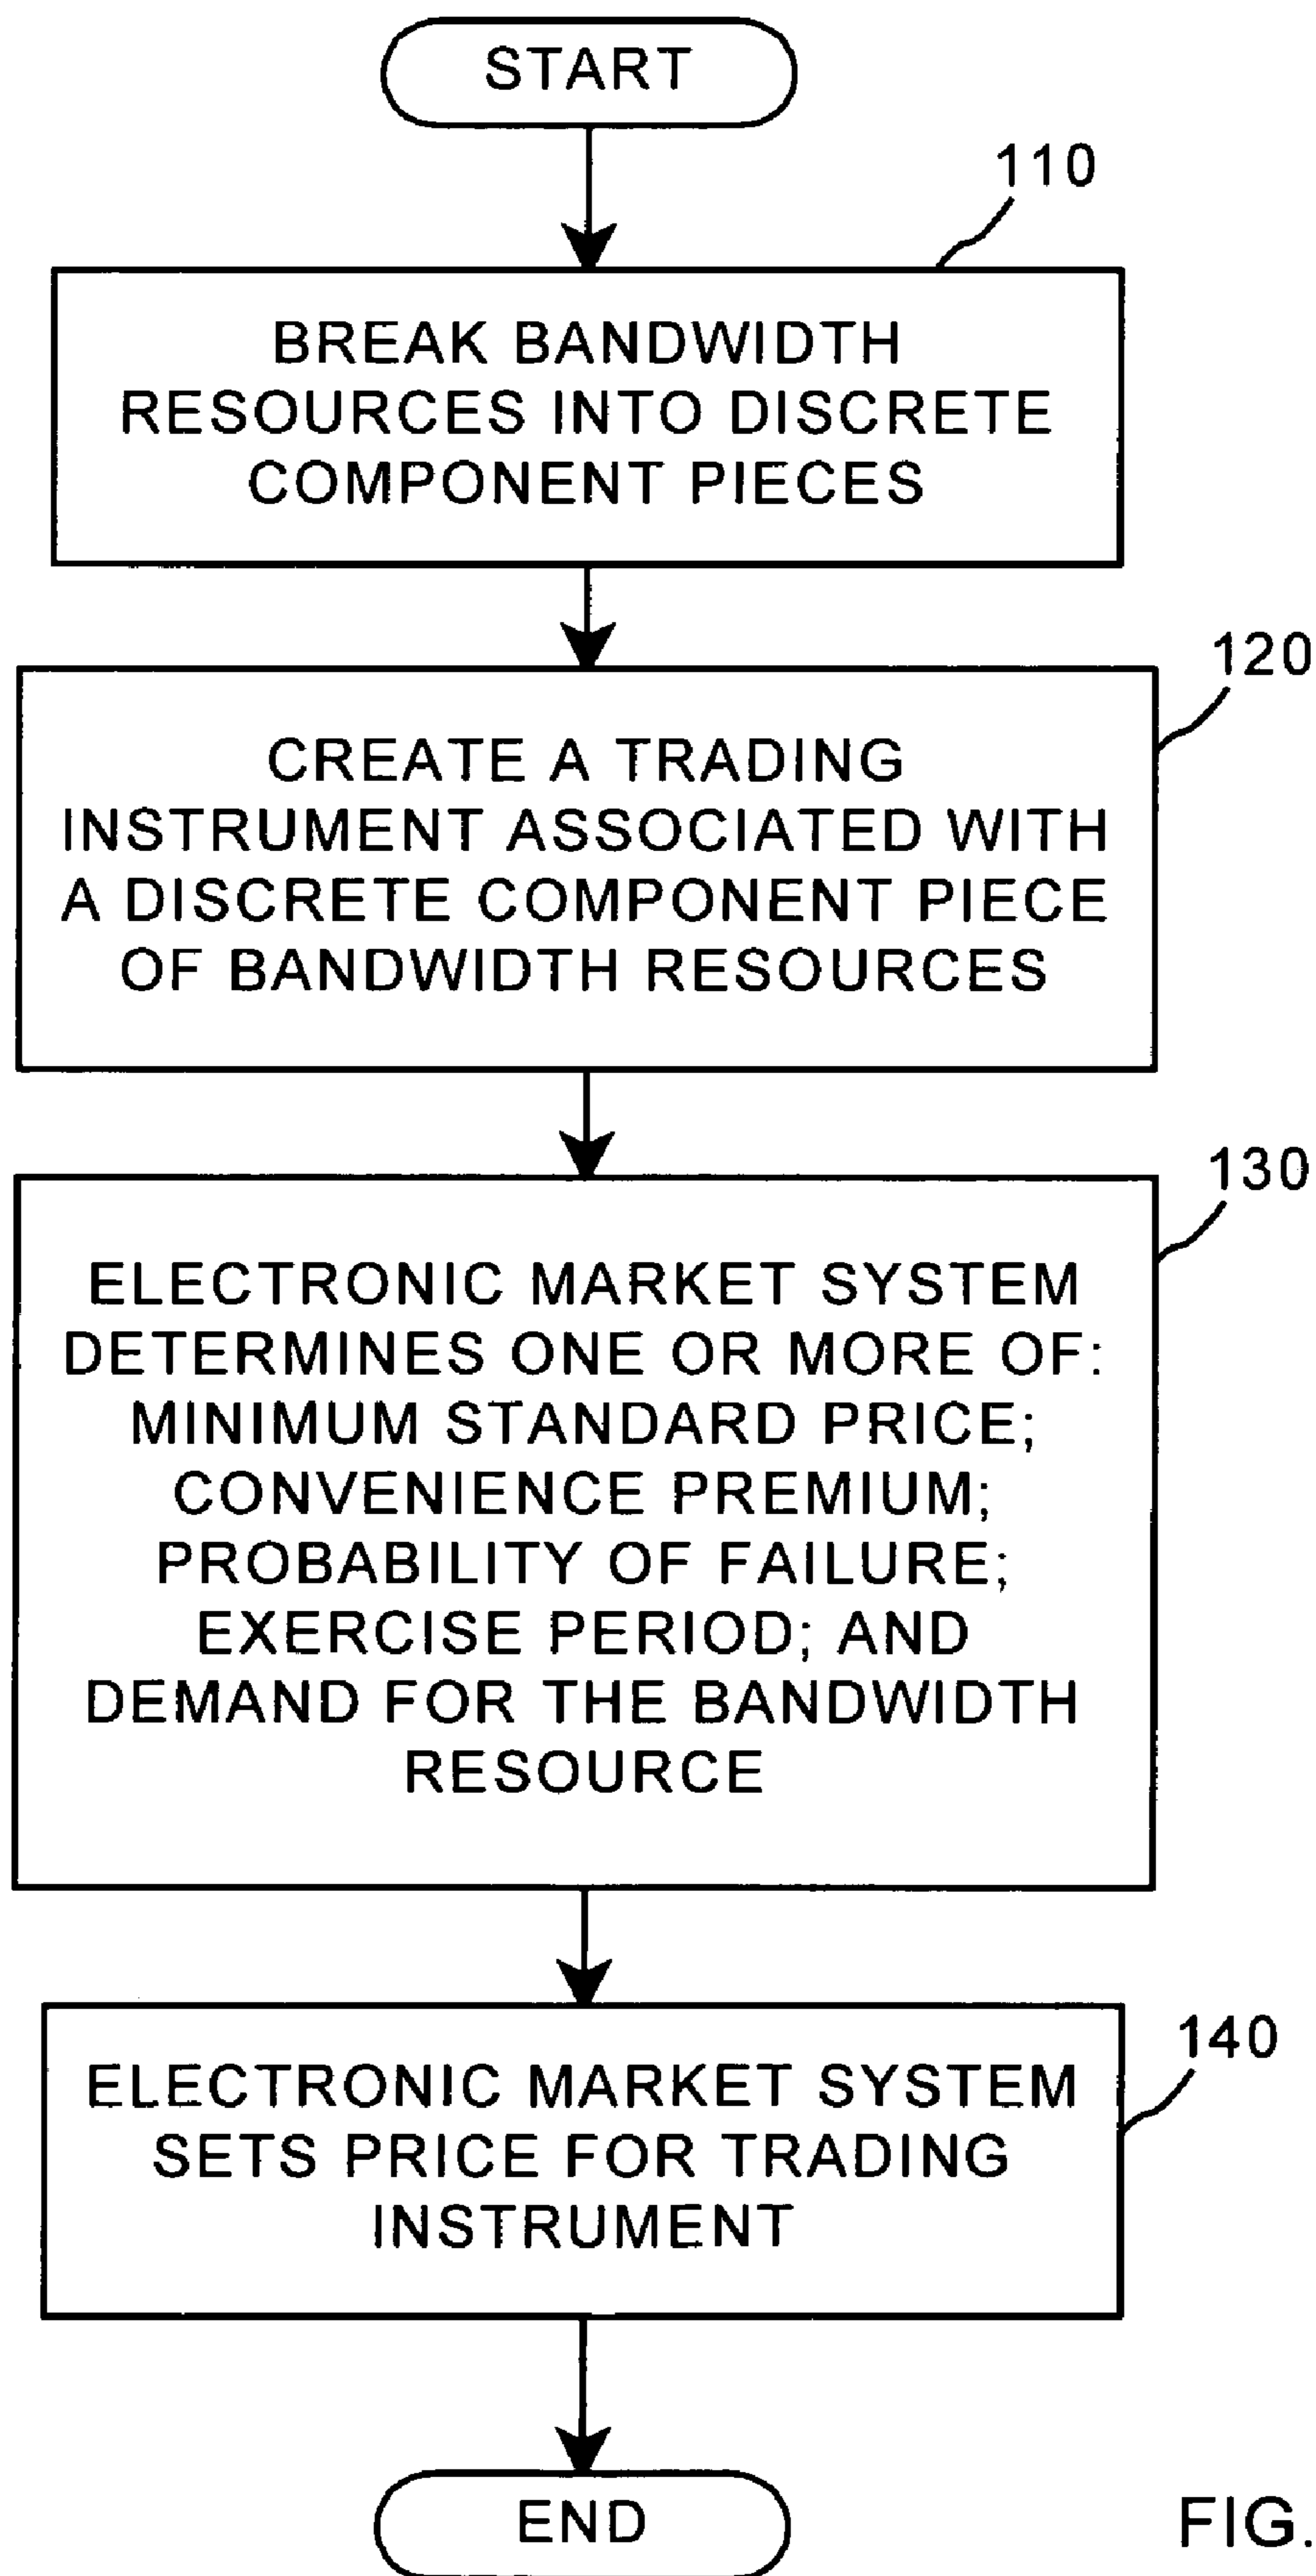 START
110
BREAK BANDWIDTH
RESOURCES INTO DISCRETE
COMPONENT PIECES
120
CREATE A TRADING
INSTRUMENT ASSOCIATED WITH
A DISCRETE COMPONENT PIECE
OF BANDWIDTH RESOURCES
130
ELECTRONIC MARKET SYSTEM
DETERMINES ONE OR MORE OF:
MINIMUM STANDARD PRICE;
CONVENIENCE PREMIUM;
PROBABILITY OF FAILURE;
EXERCISE PERIOD; AND
DEMAND FOR THE BANDWIDTH
RESOURCE
140
ELECTRONIC MARKET SYSTEM
SETS PRICE FOR TRADING
INSTRUMENT
END
FIG.